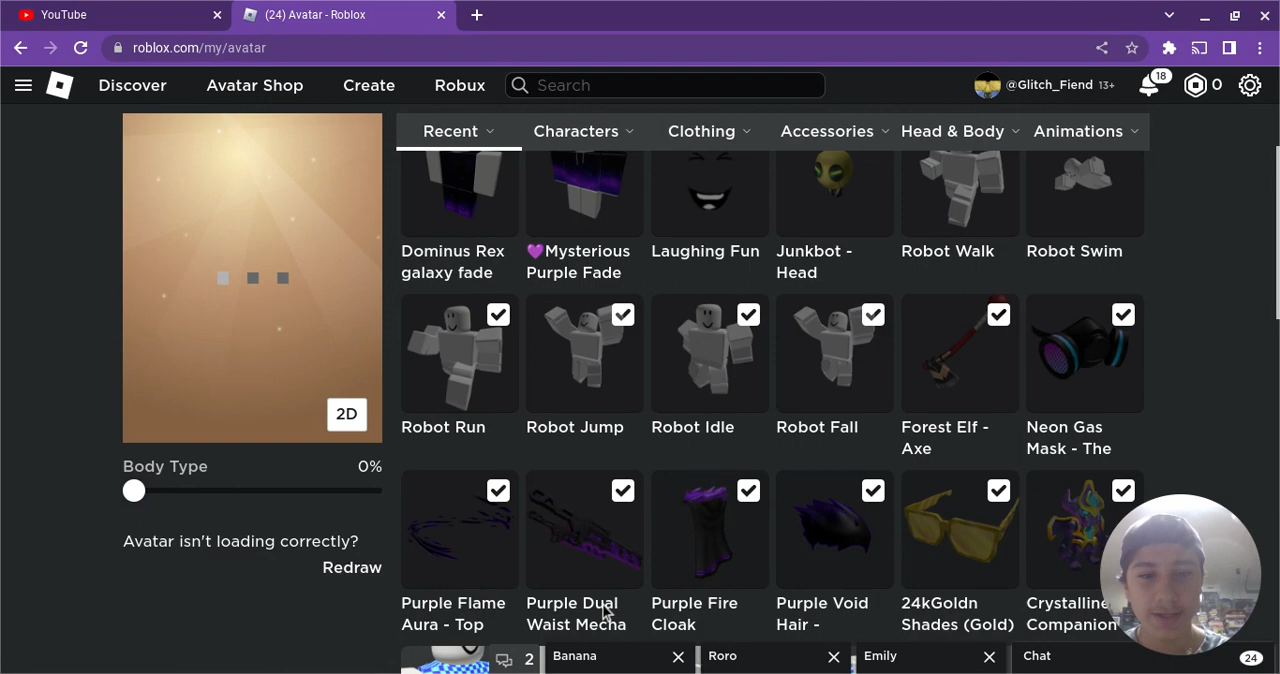 YouTube
(24) Avatar - Roblox
roblox.com/my/avatar
Discover
Avatar Shop
Create
Robux
Search
@Glitch_Fiend 13+
18
0
Recent
Characters
Clothing
Accessories
Head & Body
Animations
Dominus Rex galaxy fade
💜Mysterious Purple Fade
Laughing Fun
Junkbot - Head
Robot Walk
Robot Swim
2D
Body Type 0%
Avatar isn't loading correctly?
Redraw
Robot Run
Robot Jump
Robot Idle
Robot Fall
Forest Elf - Axe
Neon Gas Mask - The
Purple Flame Aura - Top
Purple Dual Waist Mecha
Purple Fire Cloak
Purple Void Hair -
24kGoldn Shades (Gold)
Crystalline Companion
2
Banana
Roro
Emily
Chat
24